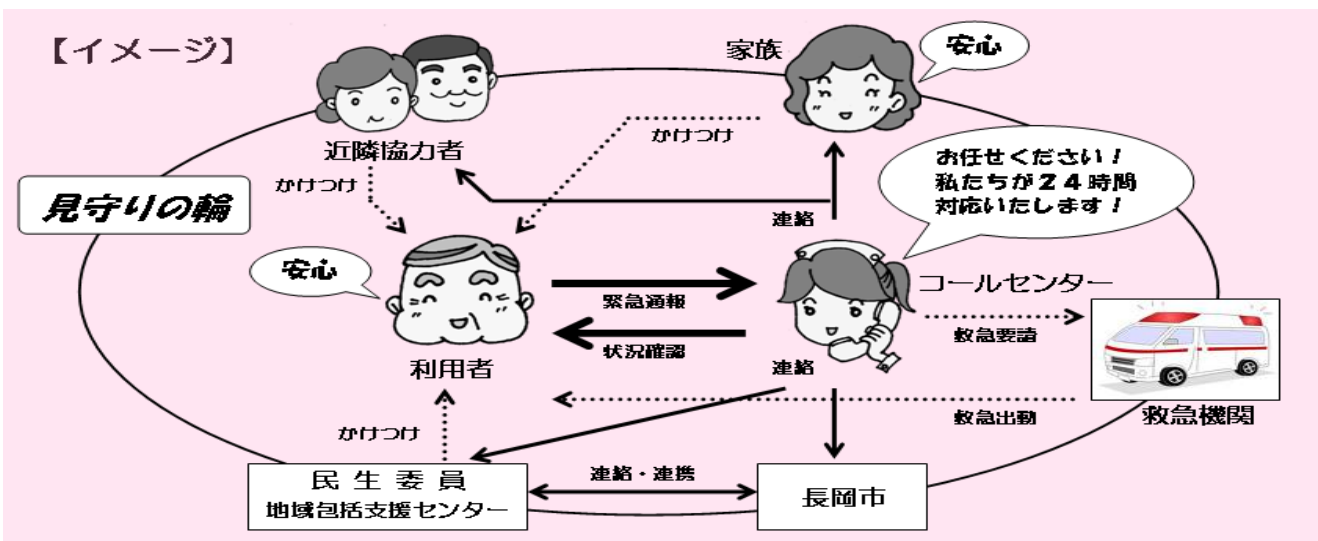 【イメージ】
家族
安心
近隣協力者
かけつけ
かけつけ
お任せください!
私たちが24時間
対応いたします!
見守りの輪
連絡
安心
コールセンター
緊急通報
救急要請
状況確認
利用者
連絡
救急出動
救急機関
かけつけ
民生委員
地域包括支援センター
連絡・連携
長岡市